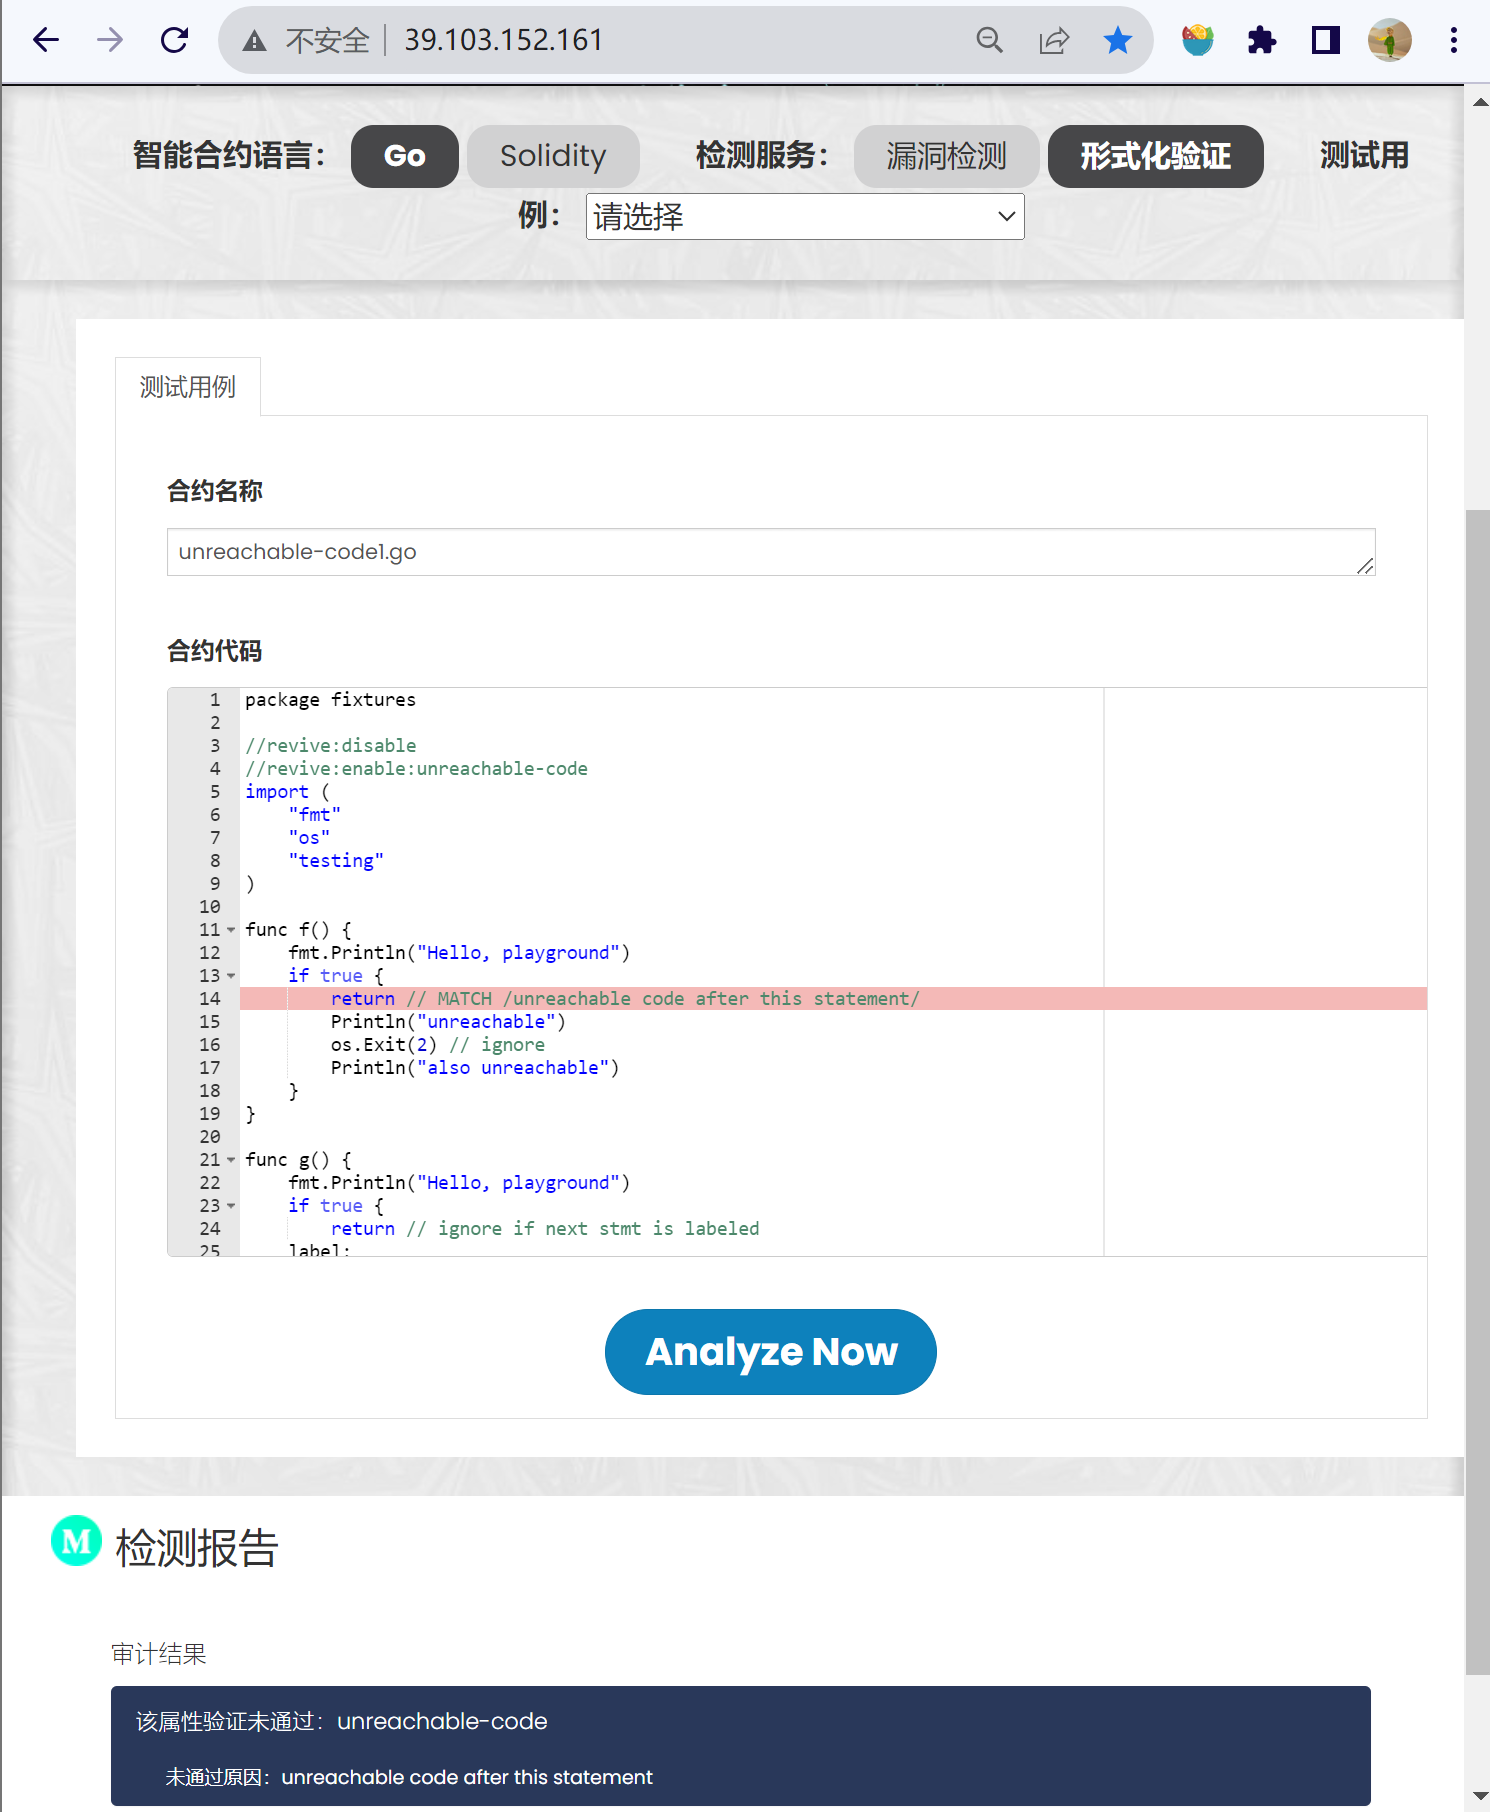 不安全 39.103.152.161
智能合约语言： Go Solidity 检测服务： 漏洞检测 形式化验证 测试用
例： 请选择
测试用例
合约名称
unreachable-code1.go
合约代码
1 package fixtures
2
3 //revive:disable
4 //revive:enable:unreachable-code
5 import (
6     "fmt"
7     "os"
8     "testing"
9 )
10
11 func f() {
12     fmt.Println("Hello, playground")
13     if true {
14         return // MATCH /unreachable code after this statement/
15         Println("unreachable")
16         os.Exit(2) // ignore
17         Println("also unreachable")
18     }
19 }
20
21 func g() {
22     fmt.Println("Hello, playground")
23     if true {
24         return // ignore if next stmt is labeled
25     label:
Analyze Now
M 检测报告
审计结果
该属性验证未通过：unreachable-code
未通过原因：unreachable code after this statement